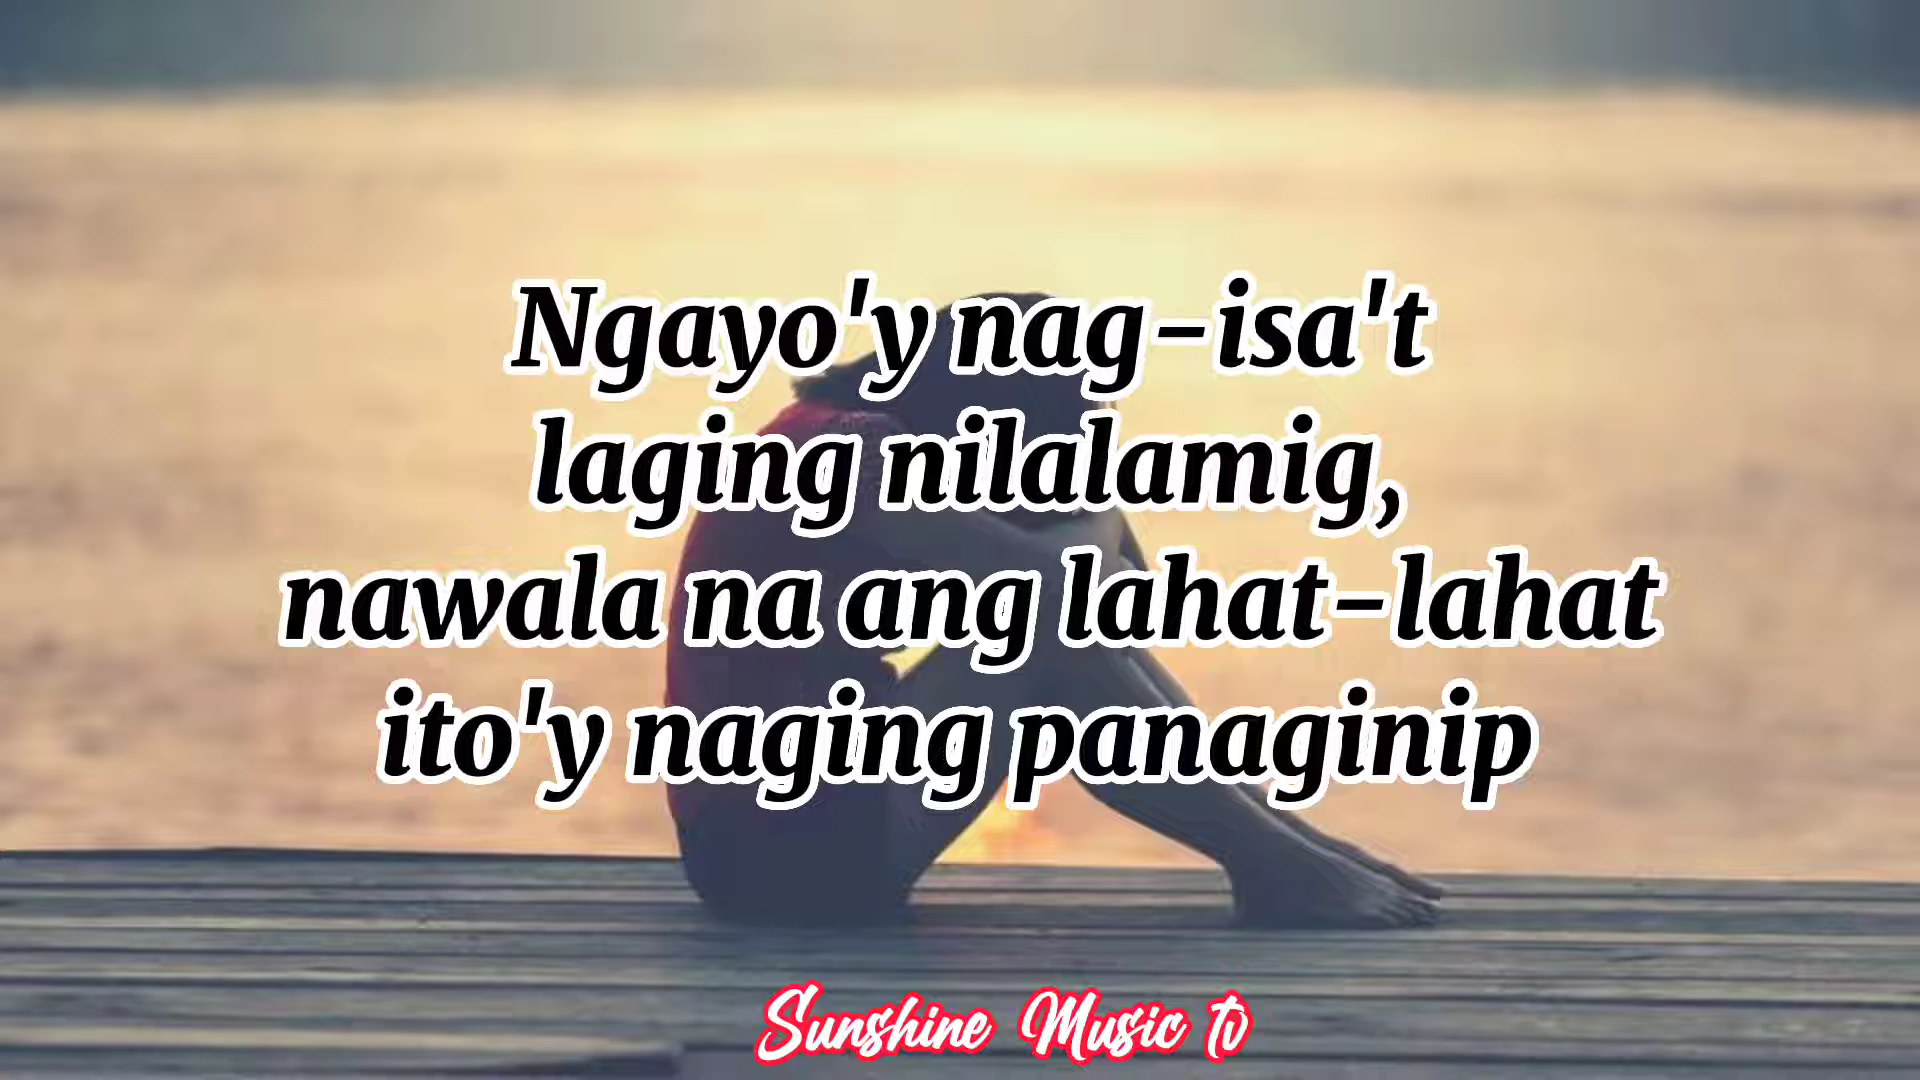 Ngayo'y nag-isa't
laging nilalamig,
nawala na ang lahat-lahat
ito'y naging panaginip
Sunshine Music tv